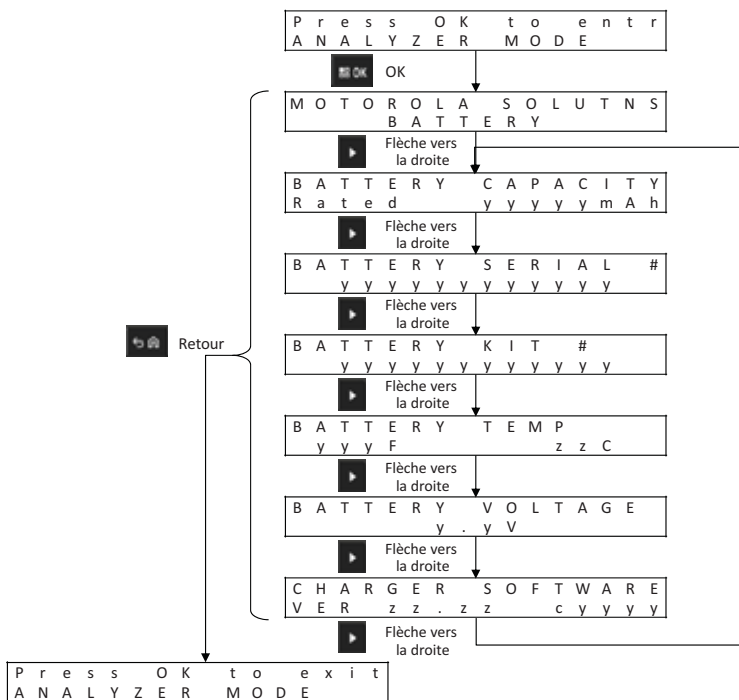 Press OK to entr
ANALYZER MODE
OK
OK
MOTOROLA SOLUTNS
BATTERY
Flèche vers
la droite
BATTERY CAPACITY
Rated yyyyymAh
Flèche vers
la droite
BATTERY SERIAL #
yyyyyyyyyyyy
Flèche vers
la droite
Retour
BATTERY KIT #
yyyyyyyyyyyy
Flèche vers
la droite
BATTERY TEMP
yyyF zzC
Flèche vers
la droite
BATTERY VOLTAGE
y.yV
Flèche vers
la droite
CHARGER SOFTWARE
VER zz.zz cyyyy
Flèche vers
la droite
Press OK to exit
ANALYZER MODE